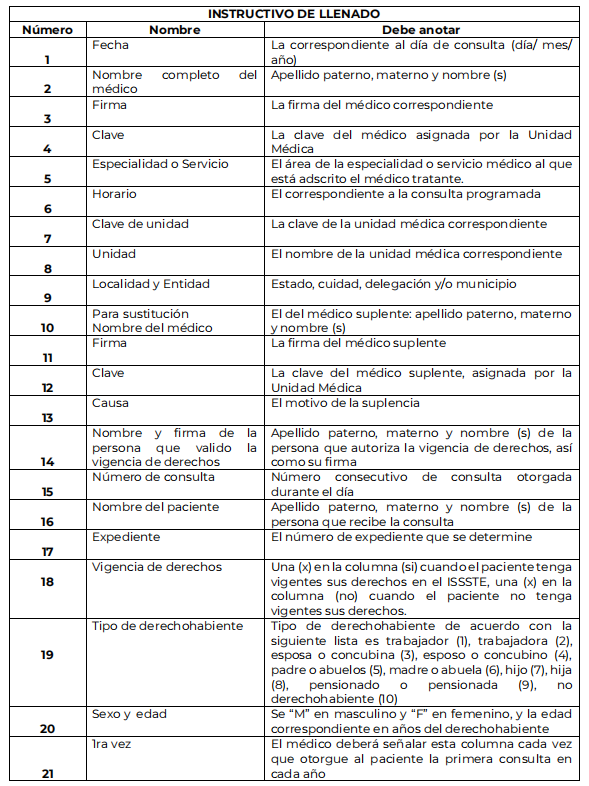 INSTRUCTIVO DE LLENADO
Número Nombre Debe anotar
1 Fecha La correspondiente al día de consulta (día/ mes/
año)
2 Nombre completo del
médico Apellido paterno, materno y nombre (s)
3 Firma La firma del médico correspondiente
4 Clave La clave del médico asignada por la Unidad
Médica
5 Especialidad o Servicio El área de la especialidad o servicio médico al que
está adscrito el médico tratante.
6 Horario El correspondiente a la consulta programada
7 Clave de unidad La clave de la unidad médica correspondiente
8 Unidad El nombre de la unidad médica correspondiente
9 Localidad y Entidad Estado, cuidad, delegación y/o municipio
10 Para sustitución
Nombre del médico El del médico suplente: apellido paterno, materno
y nombre (s)
11 Firma La firma del médico suplente
12 Clave La clave del médico suplente, asignada por la
Unidad Médica
13 Causa El motivo de la suplencia
14 Nombre y firma de la
persona que valido la
vigencia de derechos Apellido paterno, materno y nombre (s) de la
persona que autoriza la vigencia de derechos, así
como su firma
15 Número de consulta Número consecutivo de consulta otorgada
durante el día
16 Nombre del paciente Apellido paterno, materno y nombre (s) de la
persona que recibe la consulta
17 Expediente El número de expediente que se determine
18 Vigencia de derechos Una (x) en la columna (si) cuando el paciente tenga
vigentes sus derechos en el ISSSTE, una (x) en la
columna (no) cuando el paciente no tenga
vigentes sus derechos.
19 Tipo de derechohabiente Tipo de derechohabiente de acuerdo con la
siguiente lista es trabajador (1), trabajadora (2),
esposa o concubina (3), esposo o concubino (4),
padre o abuelos (5), madre o abuela (6), hijo (7), hija
(8), pensionado o pensionada (9), no
derechohabiente (10)
20 Sexo y edad Se “M” en masculino y “F” en femenino, y la edad
correspondiente en años del derechohabiente
21 1ra vez El médico deberá señalar esta columna cada vez
que otorgue al paciente la primera consulta en
cada año